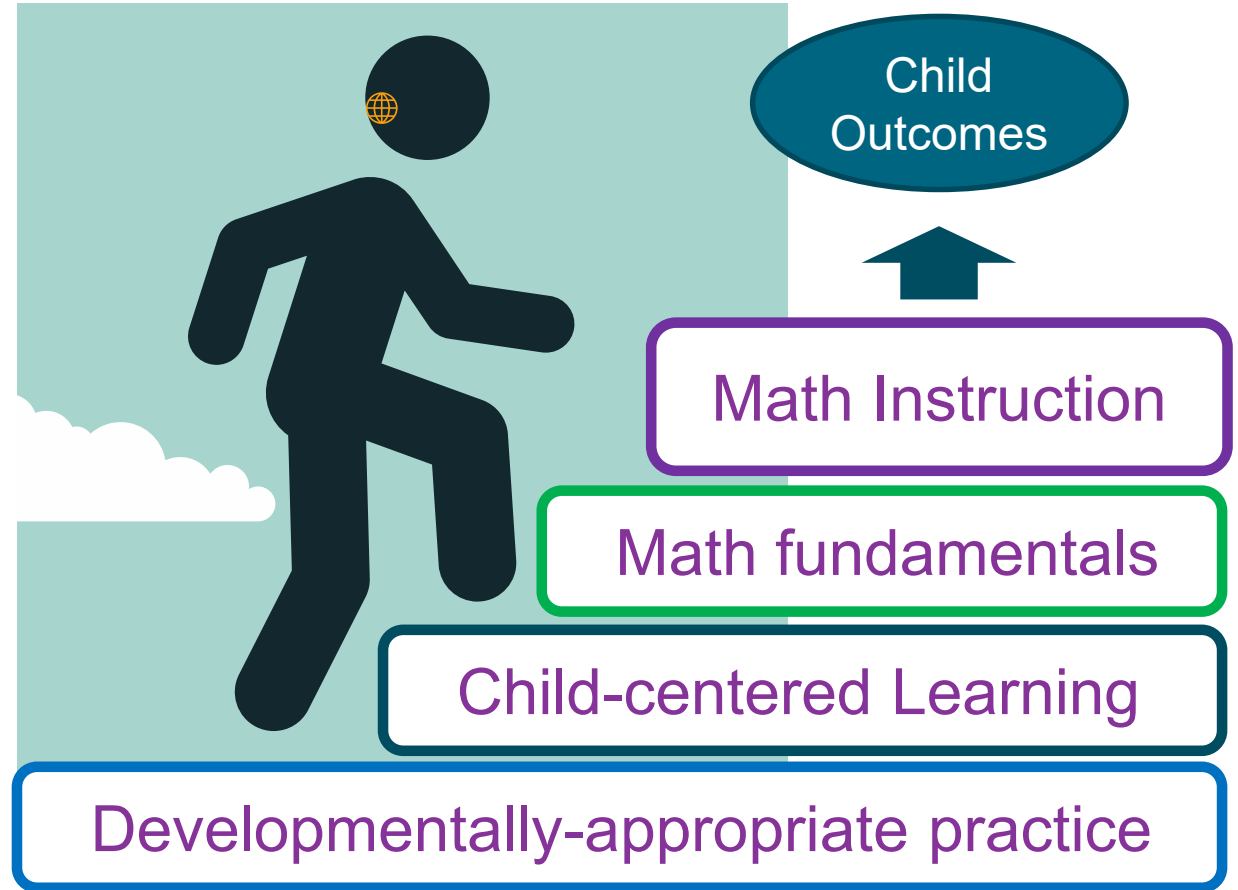 Child
Outcomes
Math Instruction
Math fundamentals
Child-centered Learning
Developmentally-appropriate practice